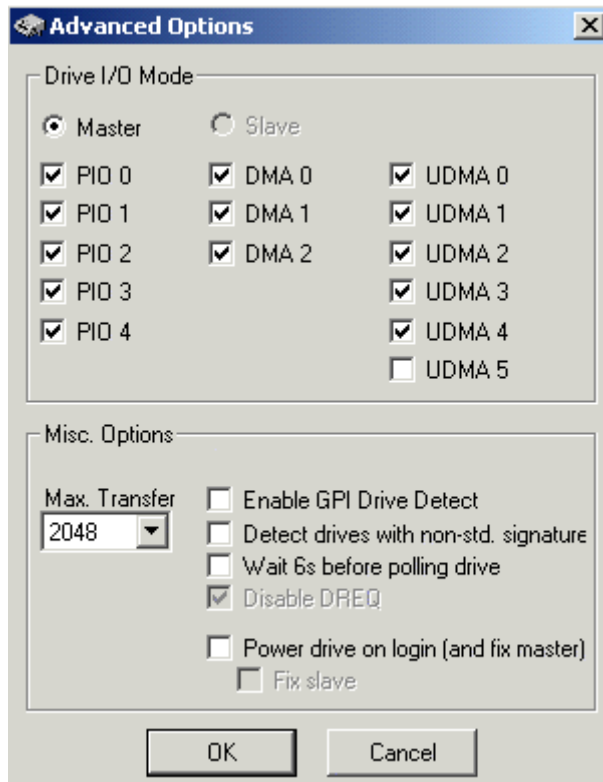 Advanced Options
Drive I/O Mode
Master Slave
PIO 0 DMA 0 UDMA 0
PIO 1 DMA 1 UDMA 1
PIO 2 DMA 2 UDMA 2
PIO 3 UDMA 3
PIO 4 UDMA 4
UDMA 5
Misc. Options
Max. Transfer
2048
Enable GPI Drive Detect
Detect drives with non-std. signature
Wait 6s before polling drive
Disable DREQ
Power drive on login (and fix master)
Fix slave
OK Cancel